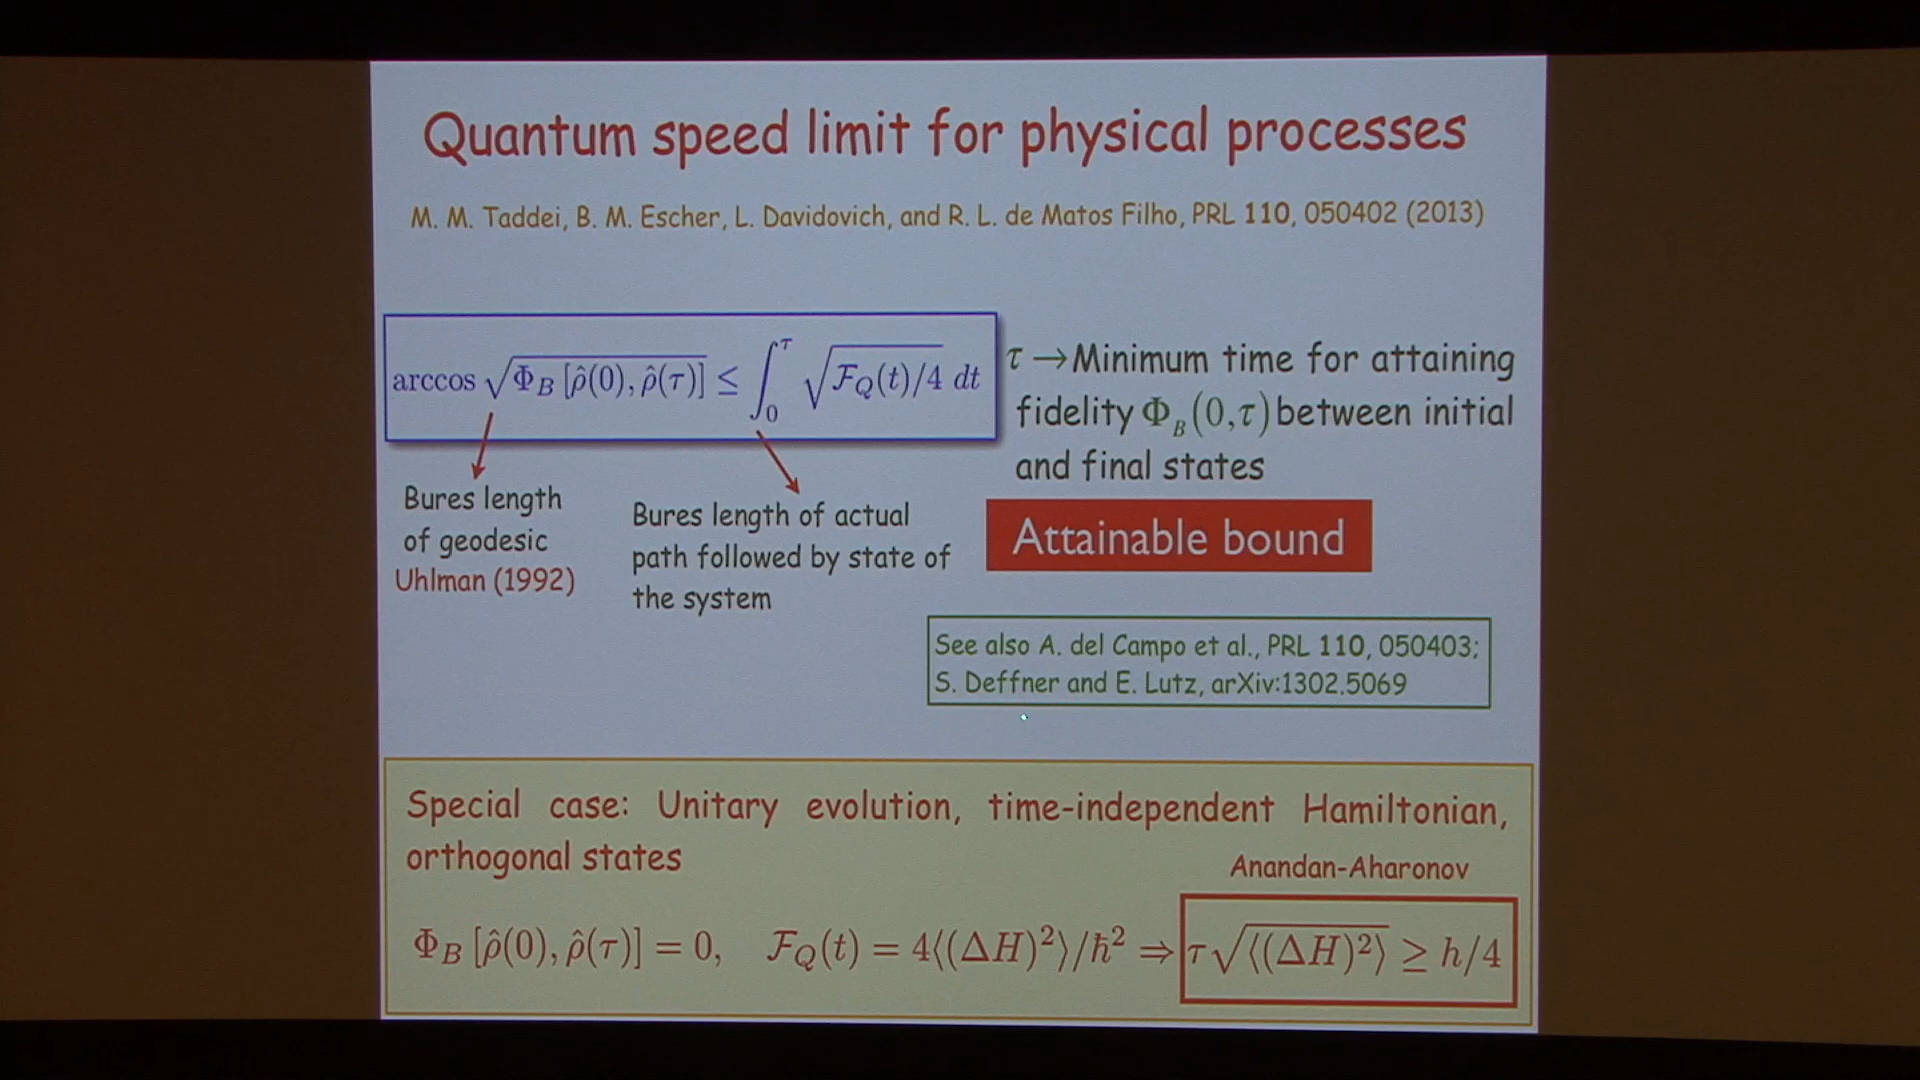 Quantum speed limit for physical processes
M. M. Taddei, B. M. Escher, L. Davidovich, and R. L. de Matos Filho, PRL 110, 050402 (2013)
arccos √Φ_B [ρ̂(0), ρ̂(τ)] ≤ ∫₀^τ √F_Q(t)/4 dt
τ → Minimum time for attaining
fidelity Φ_B(0,τ) between initial
and final states
Bures length
of geodesic
Uhlman (1992)
Bures length of actual
path followed by state of
the system
Attainable bound
See also A. del Campo et al., PRL 110, 050403;
S. Deffner and E. Lutz, arXiv:1302.5069
Special case: Unitary evolution, time-independent Hamiltonian,
orthogonal states
Anandan-Aharonov
Φ_B [ρ̂(0), ρ̂(τ)] = 0, F_Q(t) = 4⟨(ΔH)²⟩/ħ² ⇒ τ√⟨(ΔH)²⟩ ≥ h/4